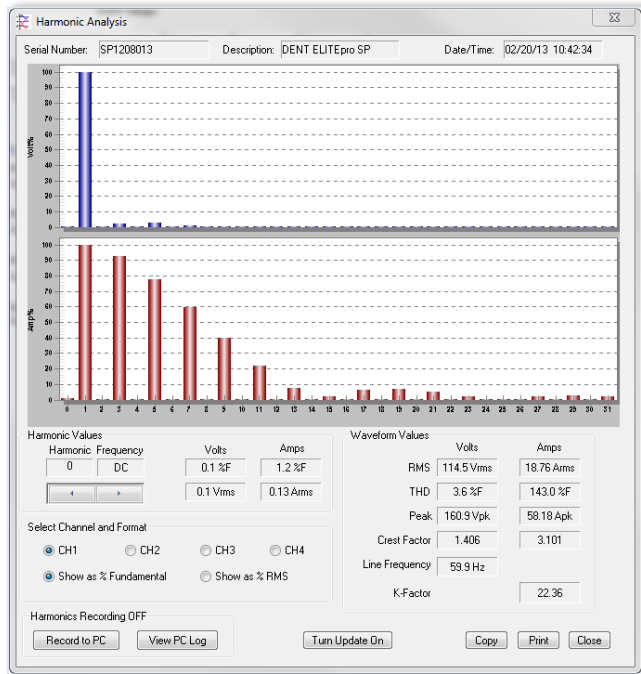 Harmonic Analysis
Serial Number: SP1208013 Description: DENT ELITEpro SP Date/Time: 02/20/13 10:42:34
Volt%
100
90
80
70
60
50
40
30
20
10
0
Amp%
100
90
80
70
60
50
40
30
20
10
0
0 1 2 3 4 5 6 7 8 9 10 11 12 13 14 15 16 17 18 19 20 21 22 23 24 25 26 27 28 29 30 31
Harmonic Values
Harmonic Frequency Volts Amps
0 DC 0.1 %F 1.2 %F
0.1 Vrms 0.13 Arms
Select Channel and Format
CH1 CH2 CH3 CH4
Show as % Fundamental Show as % RMS
Waveform Values
Volts Amps
RMS 114.5 Vrms 18.76 Arms
THD 3.6 %F 143.0 %F
Peak 160.9 Vpk 58.18 Apk
Crest Factor 1.406 3.101
Line Frequency 59.9 Hz
K-Factor 22.36
Harmonics Recording OFF
Record to PC View PC Log Turn Update On Copy Print Close